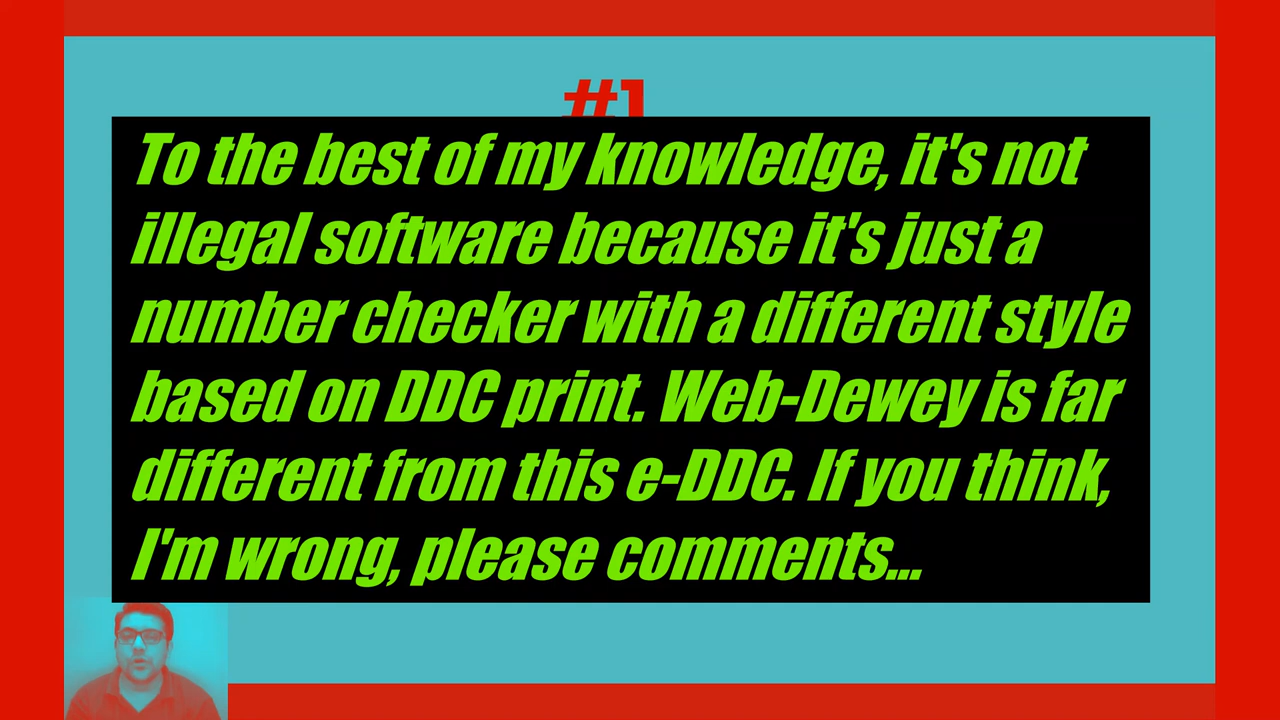 #1
To the best of my knowledge, it's not
illegal software because it's just a
number checker with a different style
based on DDC print. Web-Dewey is far
different from this e-DDC. If you think,
I'm wrong, please comments...